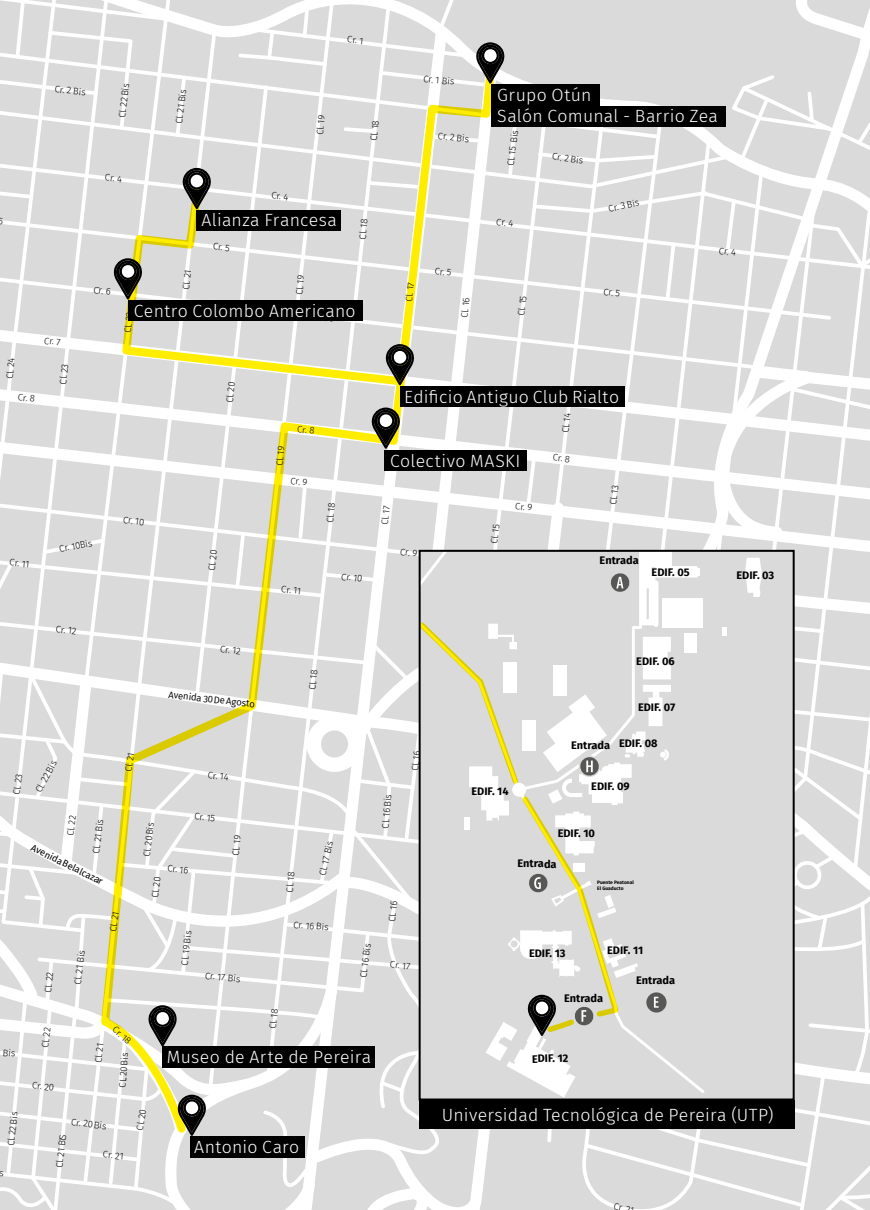 Cr. 1
Cr. 1 Bis
Cr. 2 Bis
Cl. 22 Bis
Cl. 21 Bis
Grupo Otún
Salón Comunal - Barrio Zea
Cl. 19
Cl. 18
Cr. 2 Bis
Cl. 15 Bis
Cr. 2 Bis
Cr. 4
Cr. 4
Cr. 3 Bis
Alianza Francesa
Cl. 18
Cr. 4
Cr. 4
Cr. 5
Cl. 21
Cl. 19
Cr. 5
Cr. 6
Cl. 17
Cl. 16
Cl. 15
Cr. 5
Centro Colombo Americano
Cr. 7
Cl. 24
Cl. 23
Cl. 20
Edificio Antiguo Club Rialto
Cr. 8
Cl. 14
Cr. 8
Colectivo MASKI
Cl. 19
Cr. 8
Cr. 9
Cl. 13
Cr. 10
Cl. 18
Cl. 17
Cr. 9
Cl. 15
Cr. 10Bis
Cr. 11
Cl. 20
Cr. 9
Cr. 10
Cr. 11
Cr. 12
Cr. 12
Cl. 18
Avenida 30 De Agosto
Cl. 21
Cl. 16
Cl. 23
Cl. 22 Bis
Cr. 14
Cl. 22
Cl. 21 Bis
Cl. 20 Bis
Cr. 15
Cl. 19
Cl. 16 Bis
Avenida Belalcazar
Cr. 16
Cl. 20
Cl. 18
Cl. 17 Bis
Cl. 21
Cr. 16 Bis
Cl. 16
Cl. 22
Cl. 21 Bis
Cl. 19 Bis
Cr. 17 Bis
Cl. 16 Bis
Cr. 17
Cl. 18
Cl. 22
Cl. 21
Cr. 18
Museo de Arte de Pereira
Bis
Cl. 20 Bis
Cr. 20
Cl. 22 Bis
Cr. 20 Bis
Cl. 20
Antonio Caro
Cl. 21 BIS
Cr. 21
Cr. 21
Entrada
A
EDIF. 05
EDIF. 03
EDIF. 06
EDIF. 07
Entrada
H
EDIF. 08
EDIF. 14
EDIF. 09
EDIF. 10
Entrada
G
Puente Peatonal
El Guaducto
EDIF. 13
EDIF. 11
Entrada
E
Entrada
F
EDIF. 12
Universidad Tecnológica de Pereira (UTP)